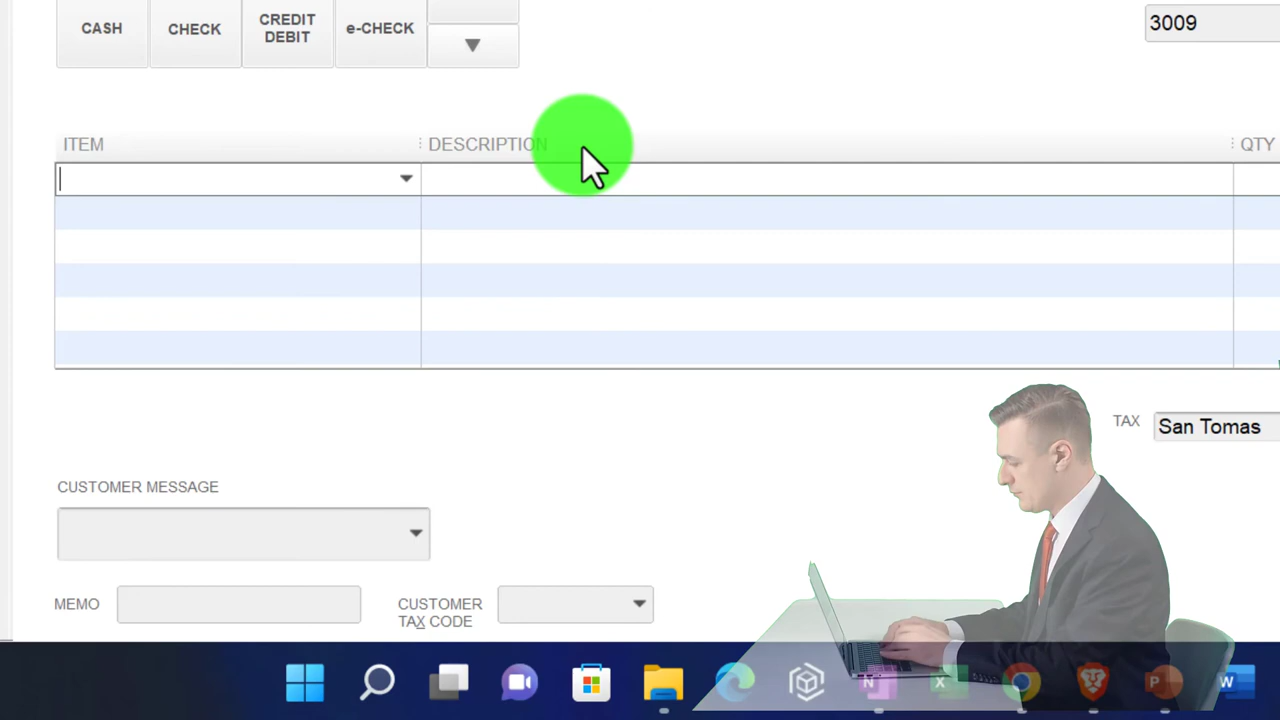 CASH
CHECK
CREDIT
DEBIT
e-CHECK
3009
ITEM
DESCRIPTION
QTY
TAX
San Tomas
CUSTOMER MESSAGE
MEMO
CUSTOMER
TAX CODE
N
X
P
W